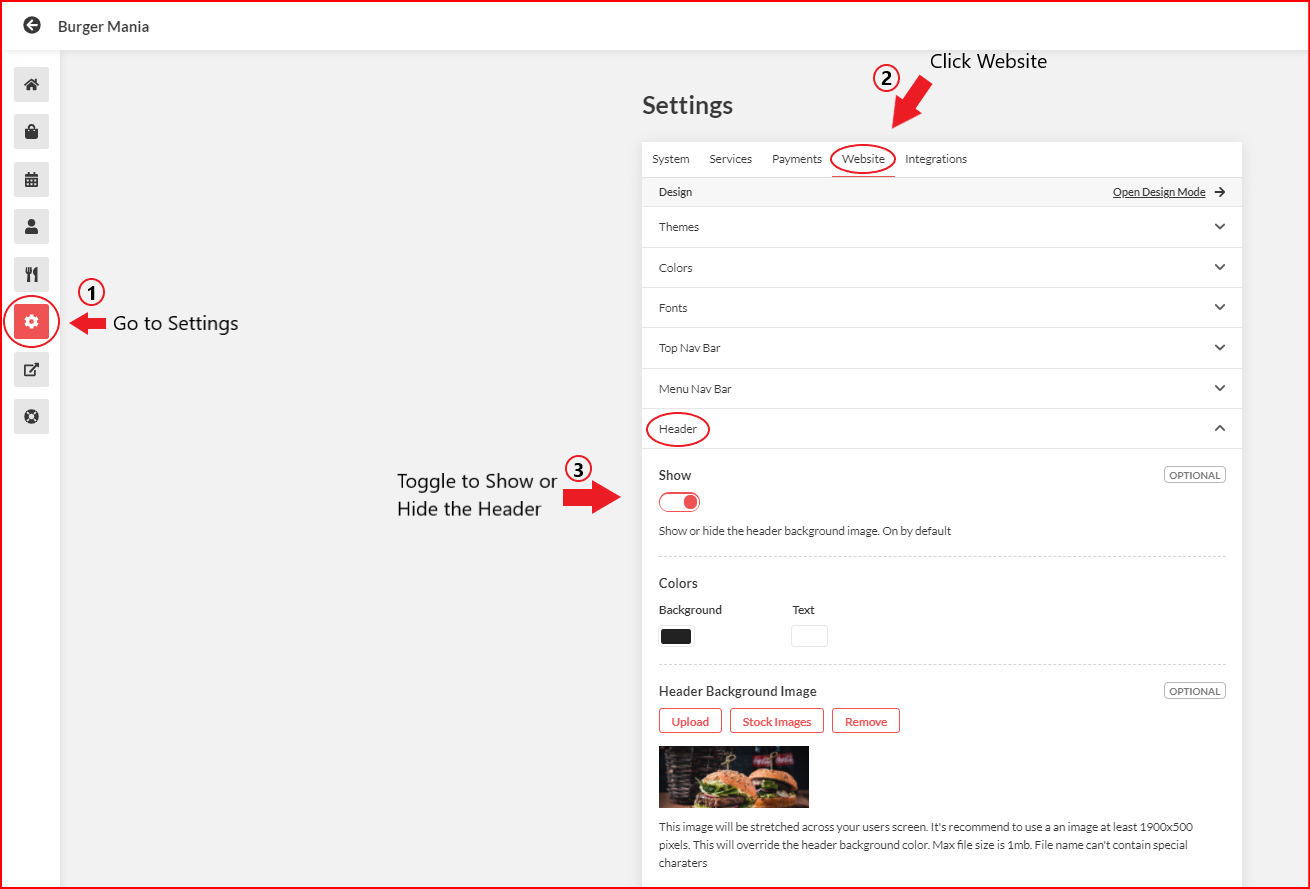 Burger Mania
2
Click Website
Settings
System Services Payments Website Integrations
Design Open Design Mode
Themes
Colors
1
Go to Settings
Fonts
Top Nav Bar
Menu Nav Bar
Header
3
Toggle to Show or
Hide the Header
Show OPTIONAL
Show or hide the header background image. On by default
Colors
Background Text
Header Background Image OPTIONAL
Upload Stock Images Remove
This image will be stretched across your users screen. It's recommend to use a an image at least 1900x500
pixels. This will override the header background color. Max file size is 1mb. File name can't contain special
charaters